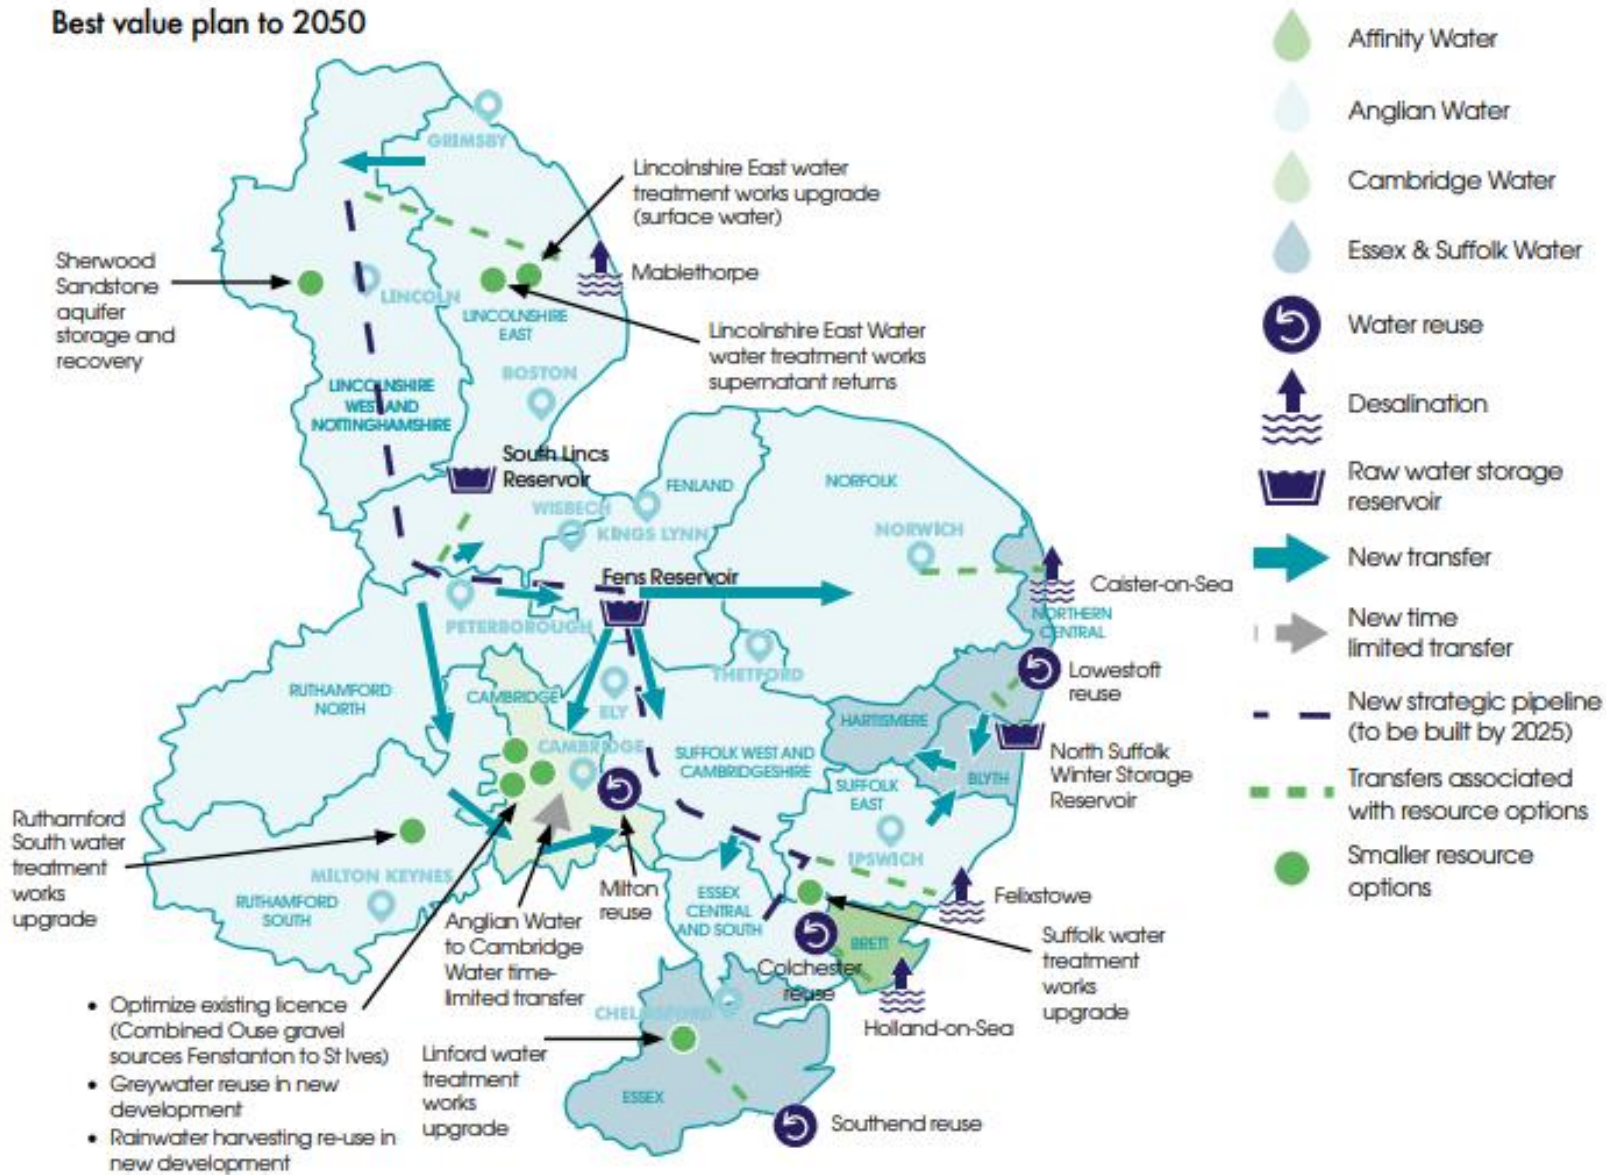 Best value plan to 2050
GRIMSBY
Lincolnshire East water
treatment works upgrade
(surface water)
Sherwood
Sandstone
aquifer
storage and
recovery
Mablethorpe
LINCOLN
LINCOLNSHIRE
EAST
Lincolnshire East Water
water treatment works
supernatant returns
BOSTON
LINCOLNSHIRE
WEST AND
NOTTINGHAMSHIRE
South Lincs
Reservoir
FENLAND
NORFOLK
WISBECH
KINGS LYNN
NORWICH
Fens Reservoir
Caister-on-Sea
NORTHERN
CENTRAL
PETERBOROUGH
THETFORD
Lowestoft
reuse
RUTHAMFORD
NORTH
CAMBRIDGE
ELY
HARTISMERE
CAMBRIDGE
SUFFOLK WEST AND
CAMBRIDGESHIRE
North Suffolk
Winter Storage
Reservoir
BLYTH
SUFFOLK
EAST
Ruthamford
South water
treatment
works
upgrade
IPSWICH
MILTON KEYNES
RUTHAMFORD
SOUTH
Milton
reuse
ESSEX
CENTRAL
AND SOUTH
Felixstowe
Anglian Water
to Cambridge
Water time-
limited transfer
BRETT
Suffolk water
treatment
works
upgrade
Colchester
reuse
• Optimize existing licence
(Combined Ouse gravel
sources Fenstanton to St Ives)
• Greywater reuse in new
development
• Rainwater harvesting re-use in
new development
CHELMSFORD
Holland-on-Sea
Linford water
treatment
works
upgrade
ESSEX
Southend reuse
Affinity Water
Anglian Water
Cambridge Water
Essex & Suffolk Water
Water reuse
Desalination
Raw water storage
reservoir
New transfer
New time
limited transfer
New strategic pipeline
(to be built by 2025)
Transfers associated
with resource options
Smaller resource
options